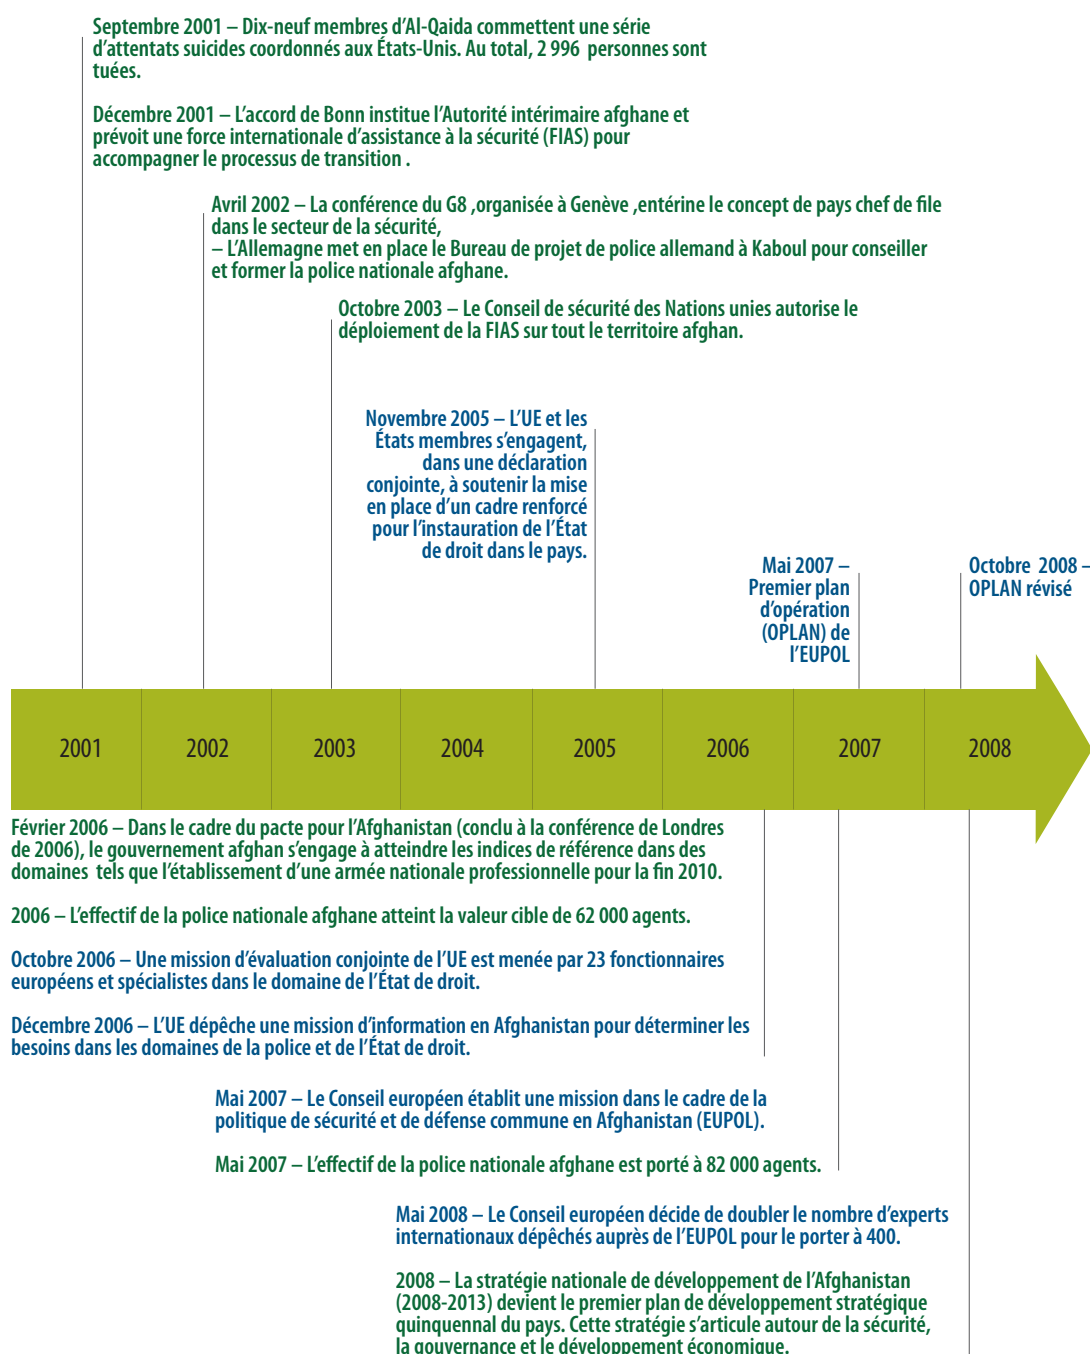 Septembre 2001 – Dix-neuf membres d’Al-Qaida commettent une série
d’attentats suicides coordonnés aux États-Unis. Au total, 2 996 personnes sont
tuées.
Décembre 2001 – L’accord de Bonn institue l’Autorité intérimaire afghane et
prévoit une force internationale d’assistance à la sécurité (FIAS) pour
accompagner le processus de transition .
Avril 2002 – La conférence du G8 ,organisée à Genève ,entérine le concept de pays chef de file
dans le secteur de la sécurité,
– L’Allemagne met en place le Bureau de projet de police allemand à Kaboul pour conseiller
et former la police nationale afghane.
Octobre 2003 – Le Conseil de sécurité des Nations unies autorise le
déploiement de la FIAS sur tout le territoire afghan.
Novembre 2005 – L’UE et les
États membres s’engagent,
dans une déclaration
conjointe, à soutenir la mise
en place d’un cadre renforcé
pour l’instauration de l’État
de droit dans le pays.
Mai 2007 –
Premier plan
d’opération
(OPLAN) de
l’EUPOL
Octobre 2008 –
OPLAN révisé
2001 2002 2003 2004 2005 2006 2007 2008
Février 2006 – Dans le cadre du pacte pour l’Afghanistan (conclu à la conférence de Londres
de 2006), le gouvernement afghan s’engage à atteindre les indices de référence dans des
domaines tels que l’établissement d’une armée nationale professionnelle pour la fin 2010.
2006 – L’effectif de la police nationale afghane atteint la valeur cible de 62 000 agents.
Octobre 2006 – Une mission d’évaluation conjointe de l’UE est menée par 23 fonctionnaires
européens et spécialistes dans le domaine de l’État de droit.
Décembre 2006 – L’UE dépêche une mission d’information en Afghanistan pour déterminer les
besoins dans les domaines de la police et de l’État de droit.
Mai 2007 – Le Conseil européen établit une mission dans le cadre de la
politique de sécurité et de défense commune en Afghanistan (EUPOL).
Mai 2007 – L’effectif de la police nationale afghane est porté à 82 000 agents.
Mai 2008 – Le Conseil européen décide de doubler le nombre d’experts
internationaux dépêchés auprès de l’EUPOL pour le porter à 400.
2008 – La stratégie nationale de développement de l’Afghanistan
(2008-2013) devient le premier plan de développement stratégique
quinquennal du pays. Cette stratégie s’articule autour de la sécurité,
la gouvernance et le développement économique.